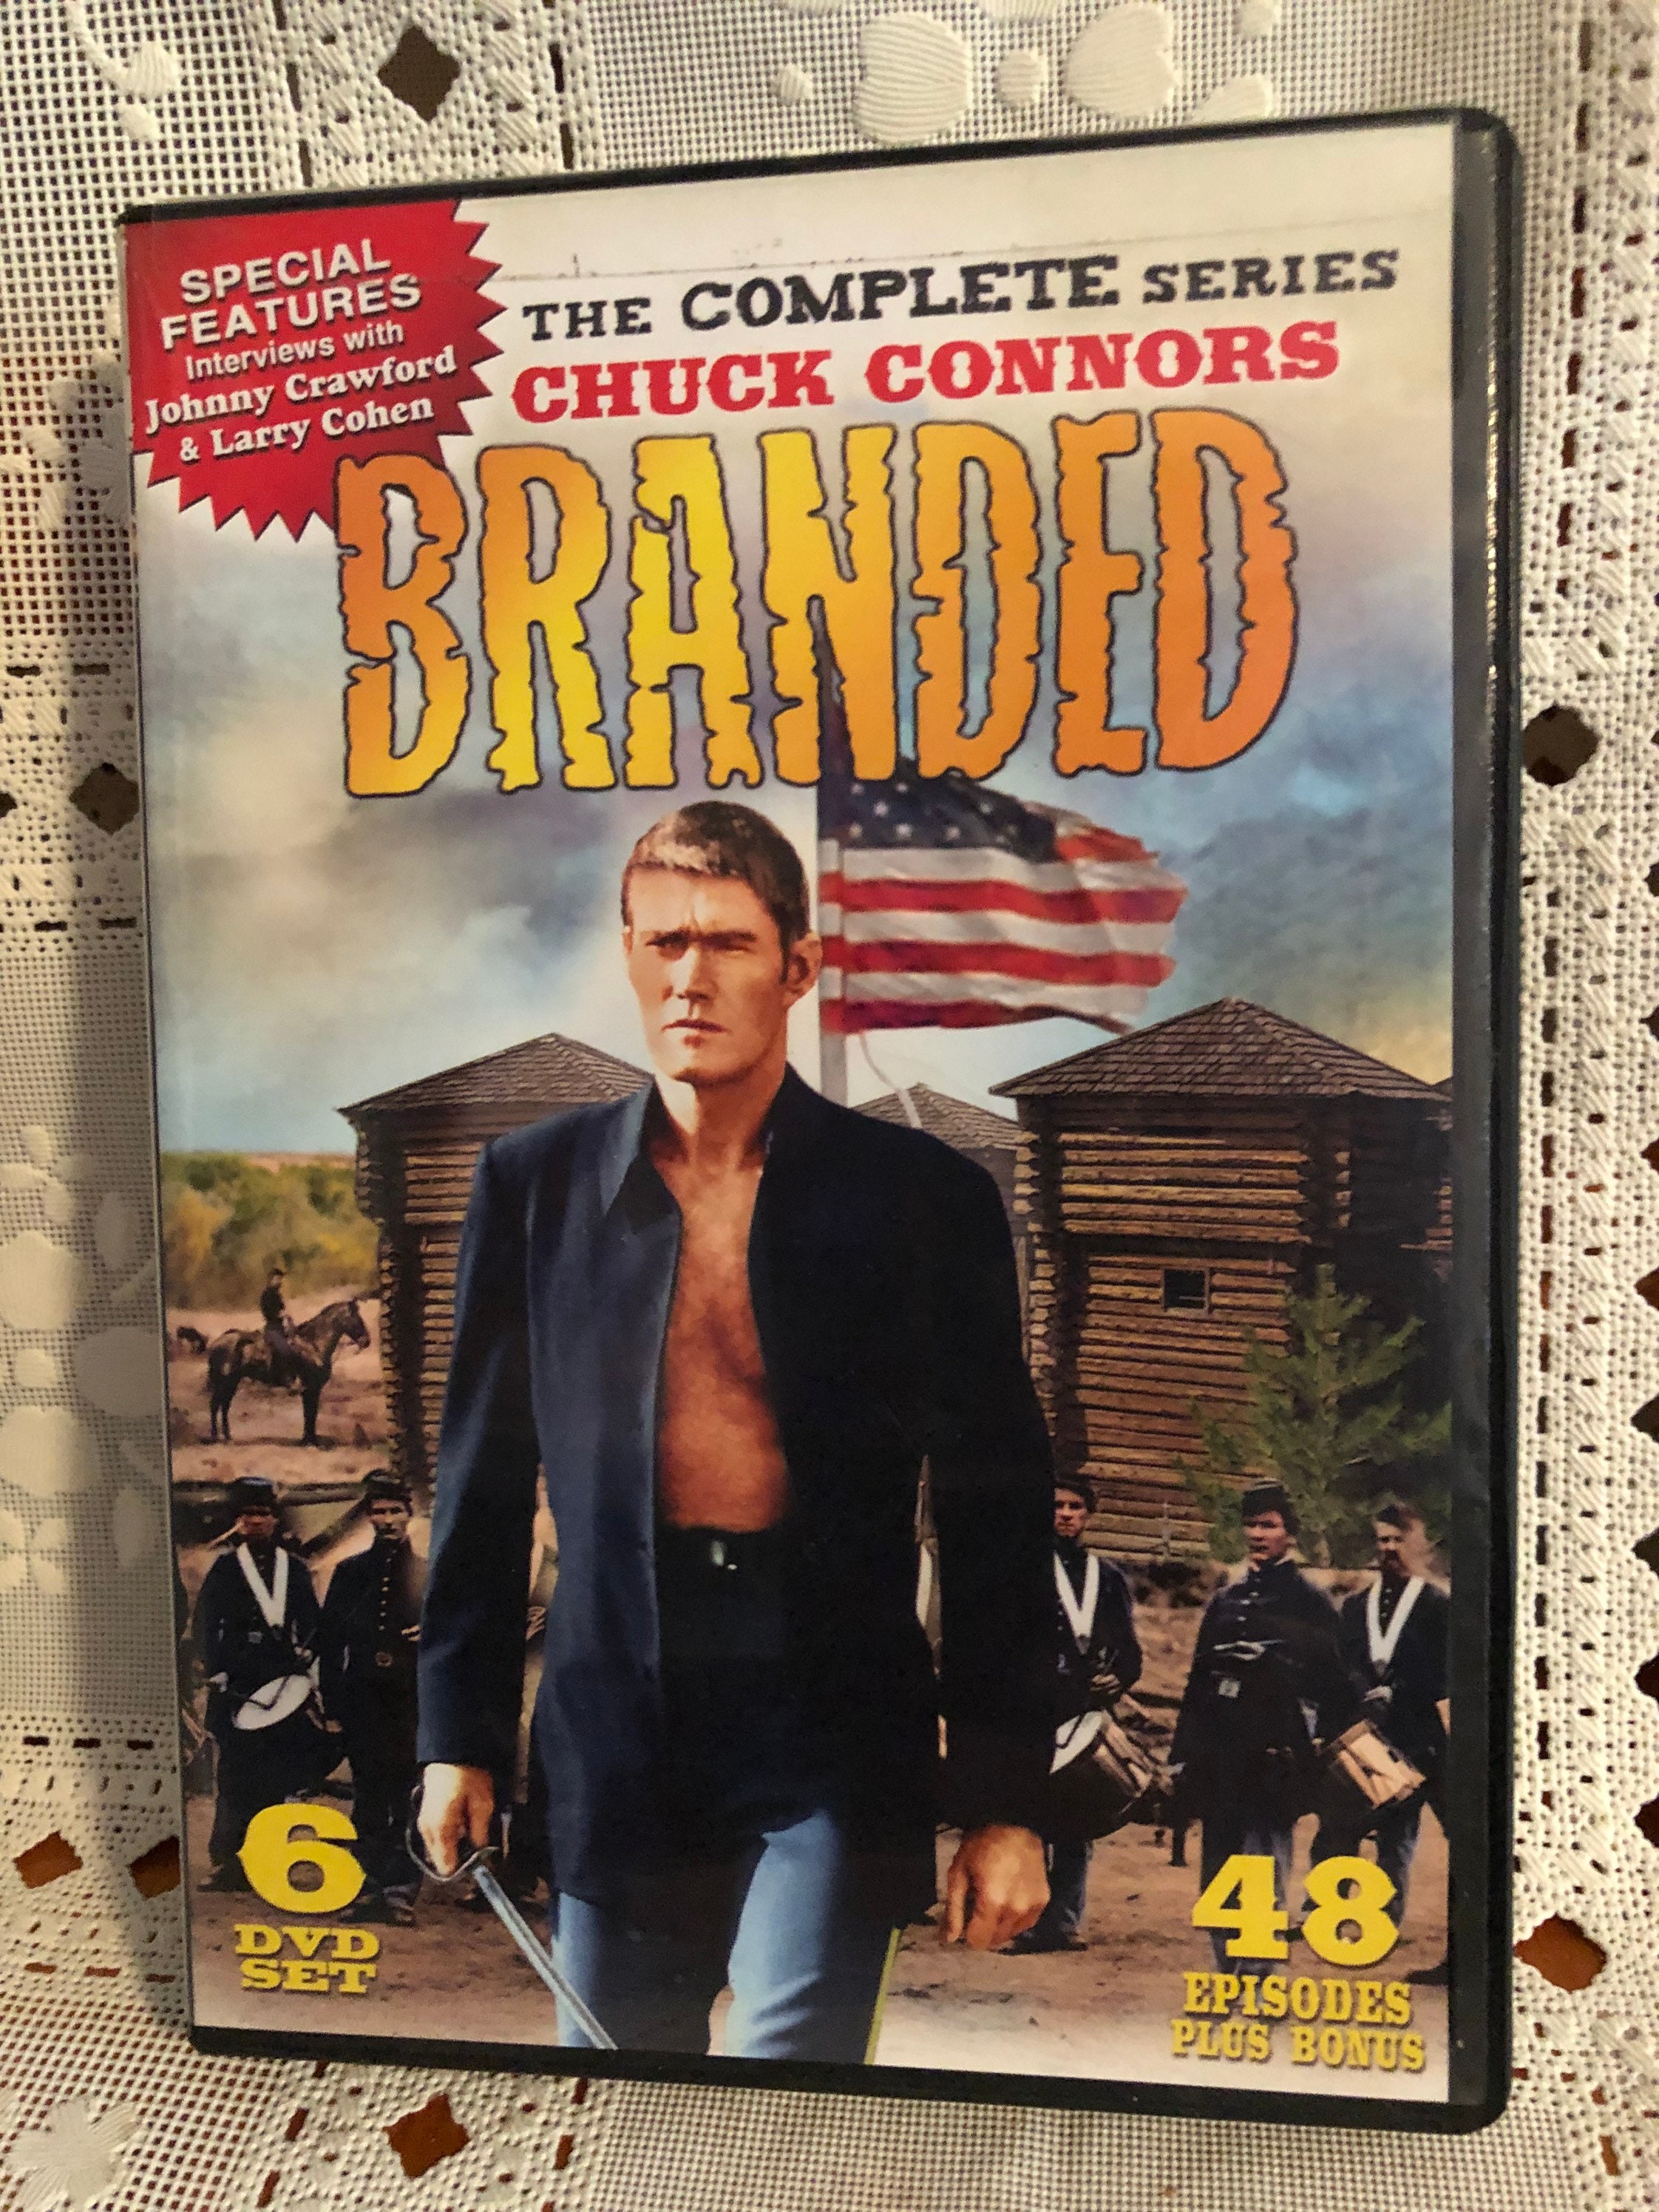 SPECIAL
FEATURES
Interviews with
Johnny Crawford
& Larry Cohen
THE COMPLETE SERIES
CHUCK CONNORS
BRANDED
6
DVD
SET
48
EPISODES
PLUS BONUS